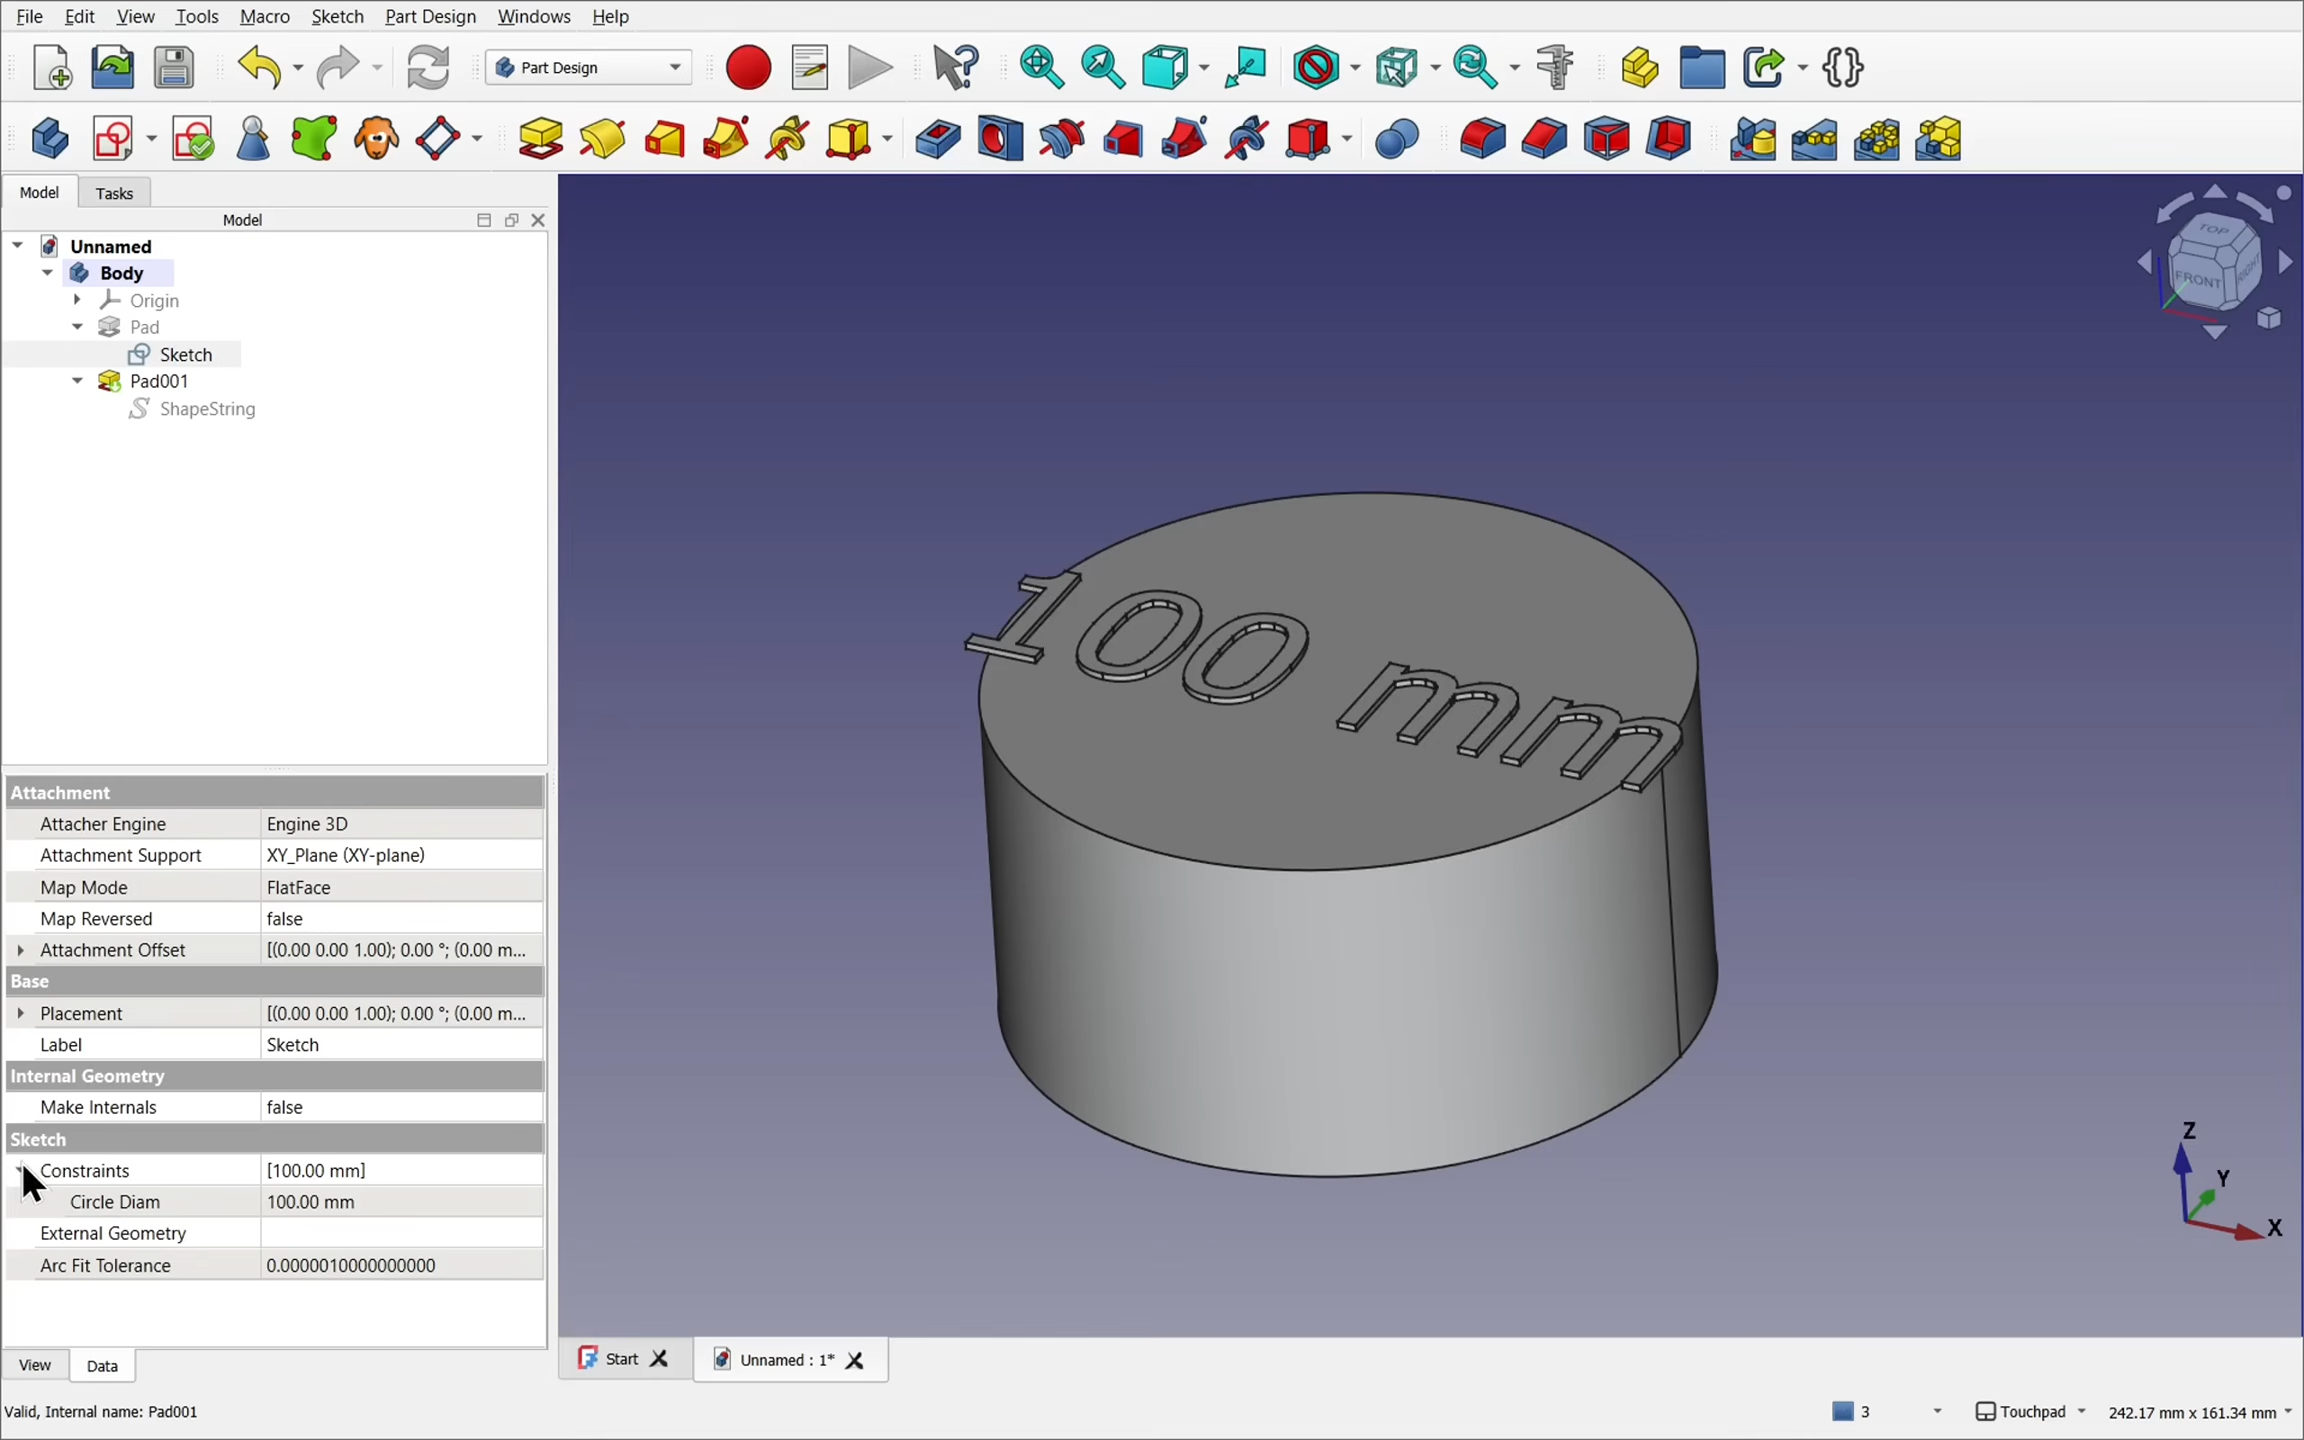 File Edit View Tools Macro Sketch Part Design Windows Help
Part Design
Model Tasks
Model
Unnamed
Body
Origin
Pad
Sketch
Pad001
ShapeString
TOP
FRONT
RIGHT
100 mm
Attachment
Attacher Engine Engine 3D
Attachment Support XY_Plane (XY-plane)
Map Mode FlatFace
Map Reversed false
Attachment Offset [(0.00 0.00 1.00); 0.00 °; (0.00 m...
Base
Placement [(0.00 0.00 1.00); 0.00 °; (0.00 m...
Label Sketch
Internal Geometry
Make Internals false
Sketch
Constraints [100.00 mm]
Circle Diam 100.00 mm
External Geometry
Arc Fit Tolerance 0.0000010000000000
Z
Y
X
View Data
Start Unnamed : 1*
Valid, Internal name: Pad001
3 Touchpad 242.17 mm x 161.34 mm